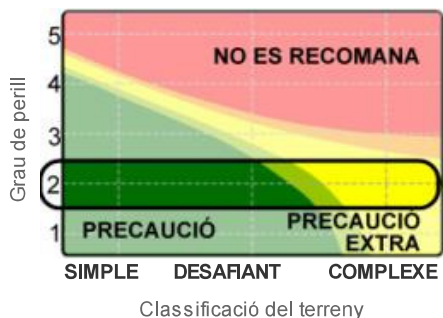 Grau de perill
5
4
3
2
1
NO ES RECOMANA
PRECAUCIÓ
PRECAUCIÓ
EXTRA
SIMPLE DESAFIANT COMPLEXE
Classificació del terreny